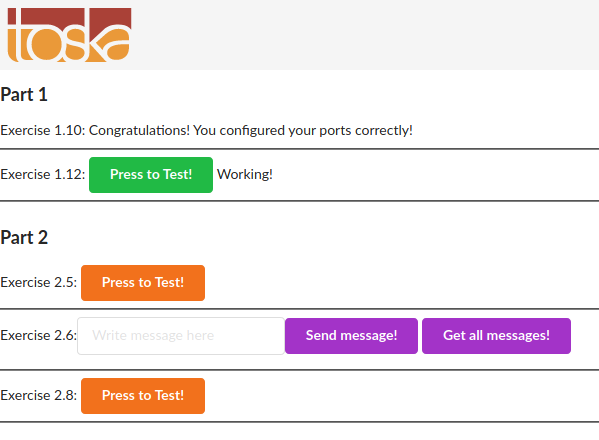 toska
Part 1
Exercise 1.10: Congratulations! You configured your ports correctly!
Exercise 1.12: Press to Test! Working!
Part 2
Exercise 2.5: Press to Test!
Exercise 2.6: Write message here Send message! Get all messages!
Exercise 2.8: Press to Test!